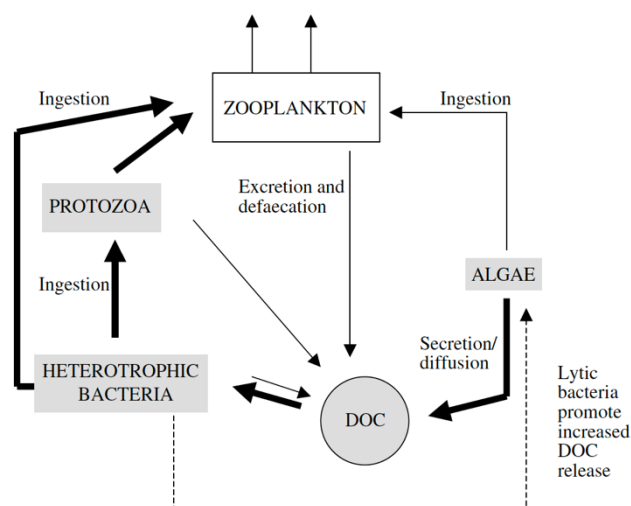 Ingestion
ZOOPLANKTON
Ingestion
Excretion and
defaecation
PROTOZOA
ALGAE
Ingestion
Secretion/
diffusion
HETEROTROPHIC
BACTERIA
DOC
Lytic
bacteria
promote
increased
DOC
release